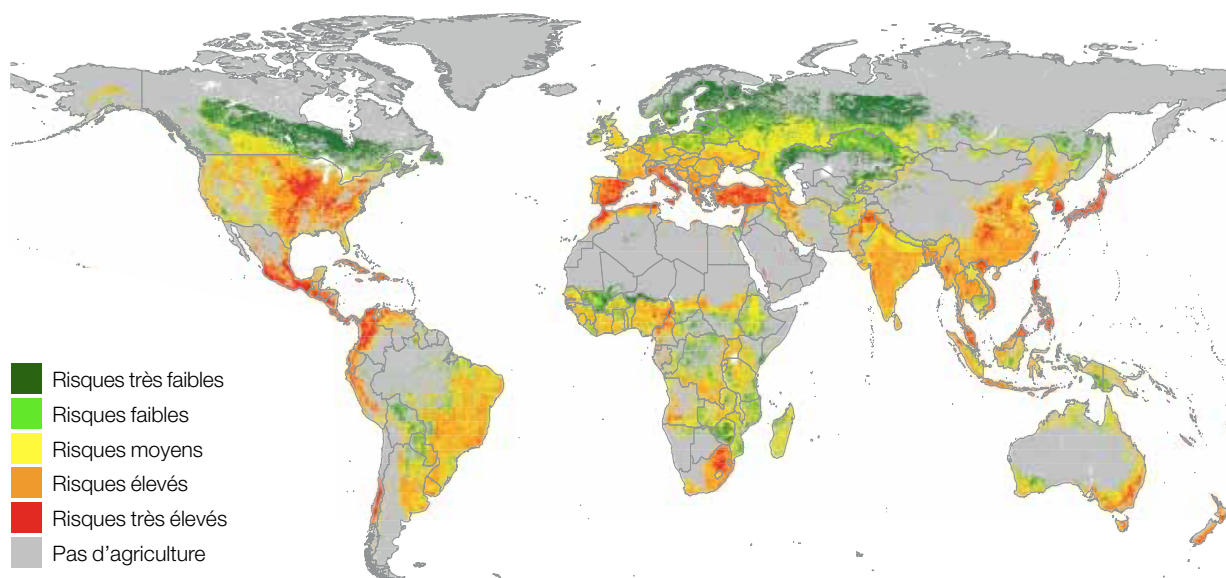 Risques très faibles
Risques faibles
Risques moyens
Risques élevés
Risques très élevés
Pas d’agriculture